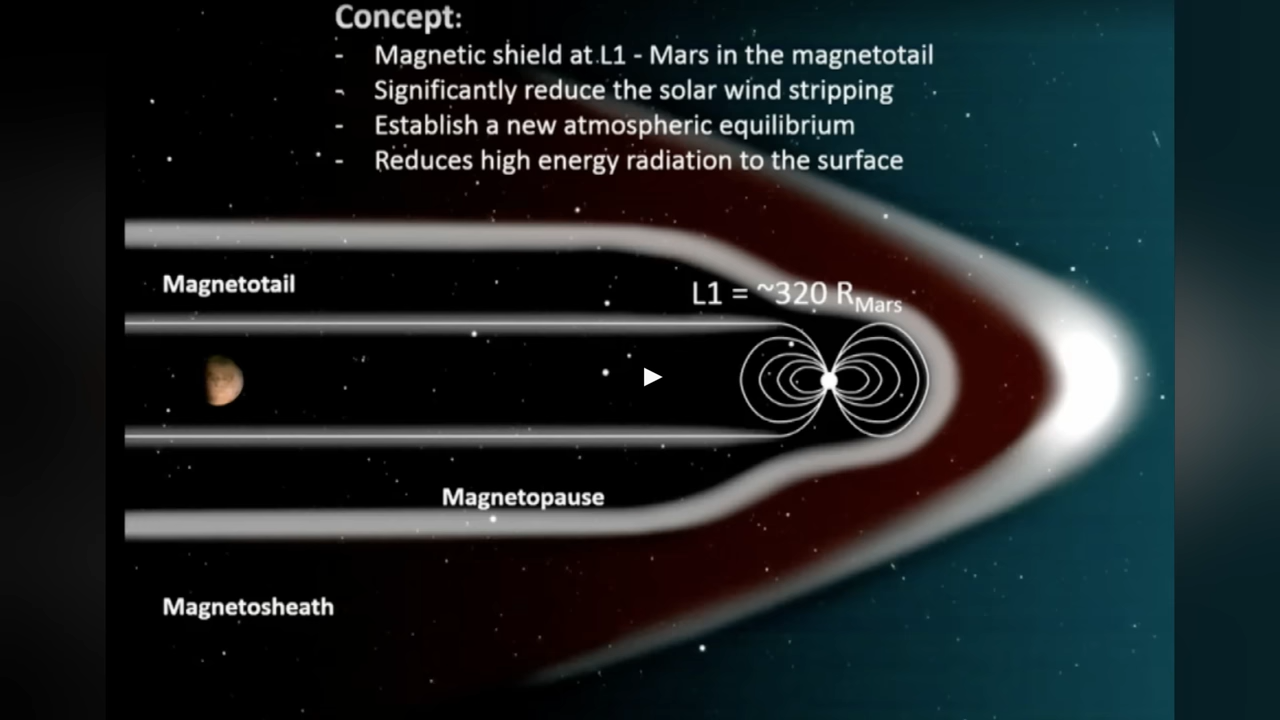 Concept:
- Magnetic shield at L1 - Mars in the magnetotail
- Significantly reduce the solar wind stripping
- Establish a new atmospheric equilibrium
- Reduces high energy radiation to the surface
Magnetotail
L1 = ~320 RMars
Magnetopause
Magnetosheath